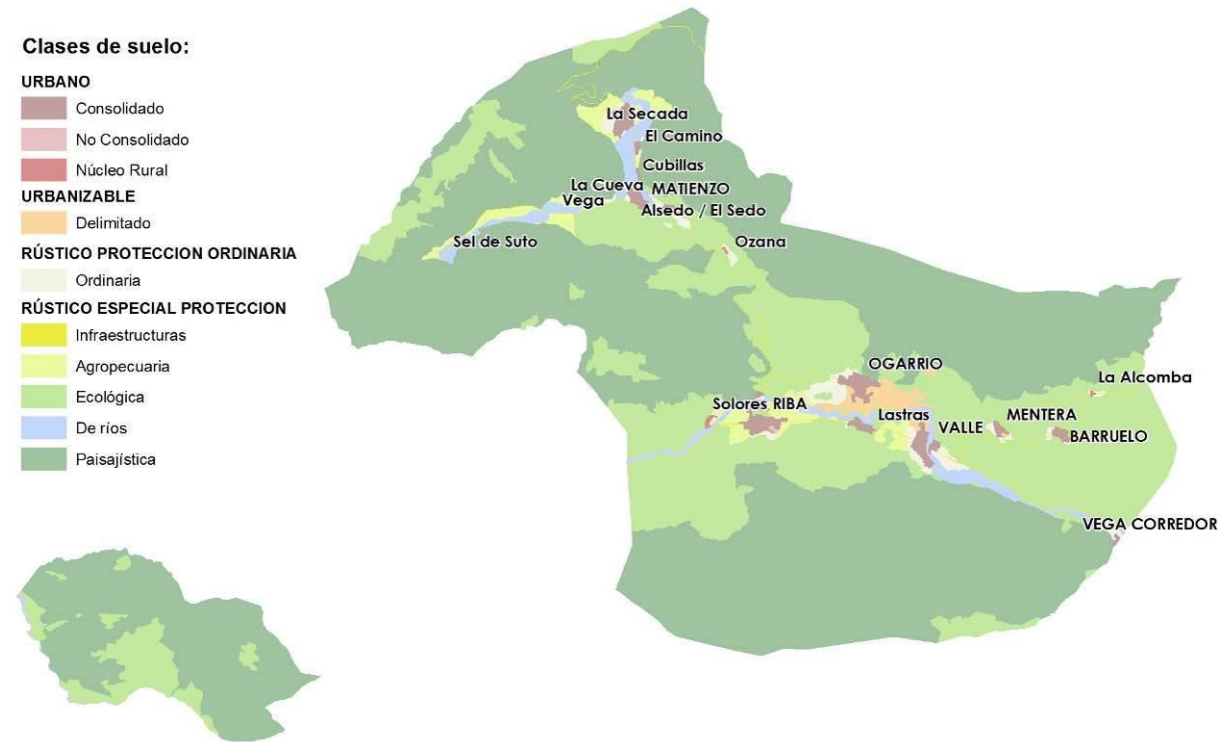 Clases de suelo:
URBANO
Consolidado
No Consolidado
Núcleo Rural
URBANIZABLE
Delimitado
RÚSTICO PROTECCION ORDINARIA
Ordinaria
RÚSTICO ESPECIAL PROTECCION
Infraestructuras
Agropecuaria
Ecológica
De ríos
Paisajística
La Secada
El Camino
Cubillas
La Cueva MATIENZO
Vega
Alsedo / El Sedo
Sel de Suto
Ozana
OGARRIO
La Alcomba
Solores RIBA
Lastras
VALLE
MENTERA
BARRUELO
VEGA CORREDOR